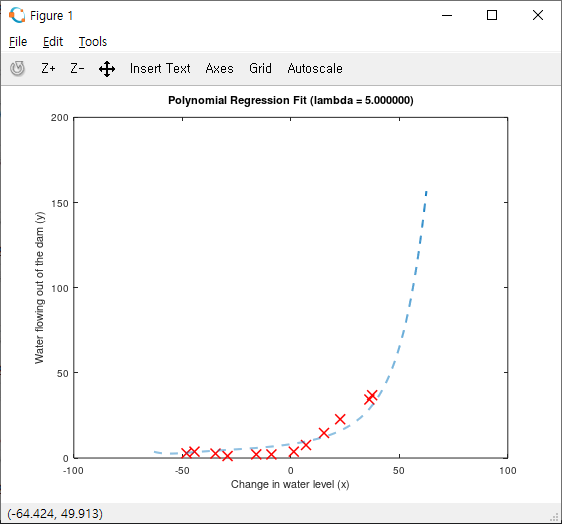 Figure 1
File Edit Tools
Z+ Z- Insert Text Axes Grid Autoscale
Polynomial Regression Fit (lambda = 5.000000)
200
150
100
50
0
Water flowing out of the dam (y)
-100 -50 0 50 100
Change in water level (x)
(-64.424, 49.913)